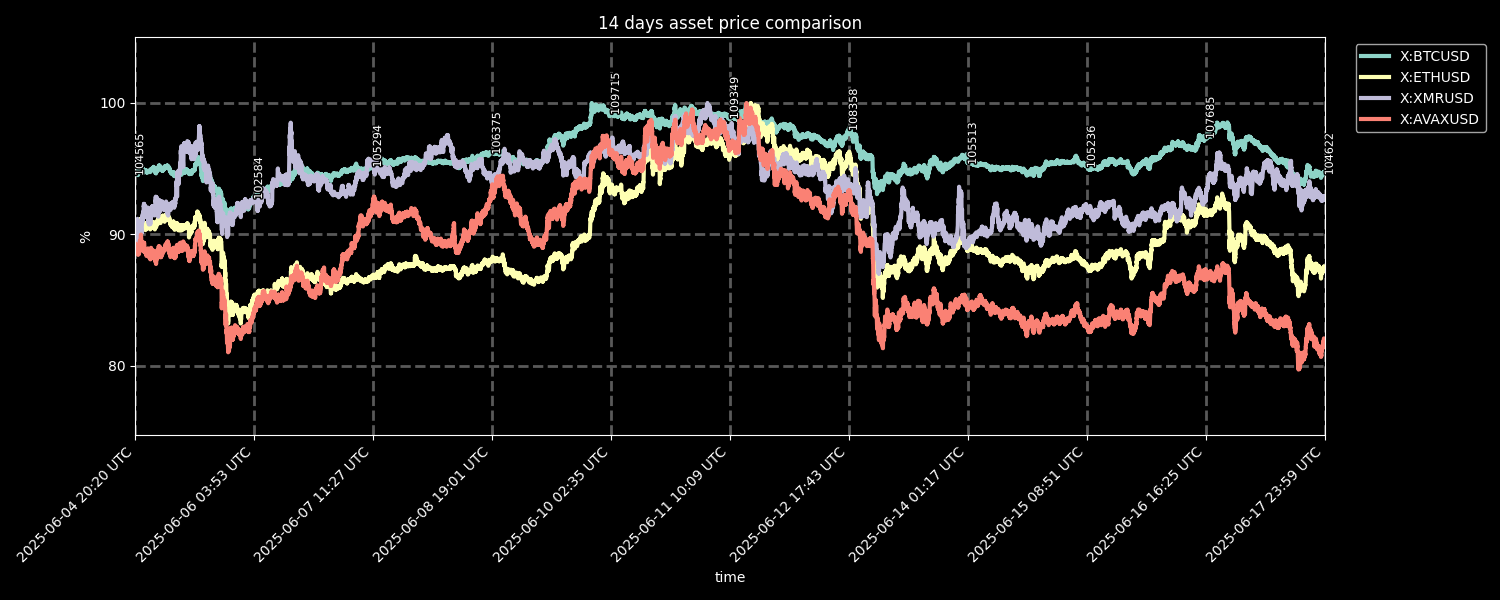 14 days asset price comparison
X:BTCUSD
X:ETHUSD
X:XMRUSD
X:AVAXUSD
100
90
80
%
104565
102584
105294
106375
109715
109349
108358
105513
105236
107685
104622
2025-06-04 20:20 UTC
2025-06-06 03:53 UTC
2025-06-07 11:27 UTC
2025-06-08 19:01 UTC
2025-06-10 02:35 UTC
2025-06-11 10:09 UTC
2025-06-12 17:43 UTC
2025-06-14 01:17 UTC
2025-06-15 08:51 UTC
2025-06-16 16:25 UTC
2025-06-17 23:59 UTC
time